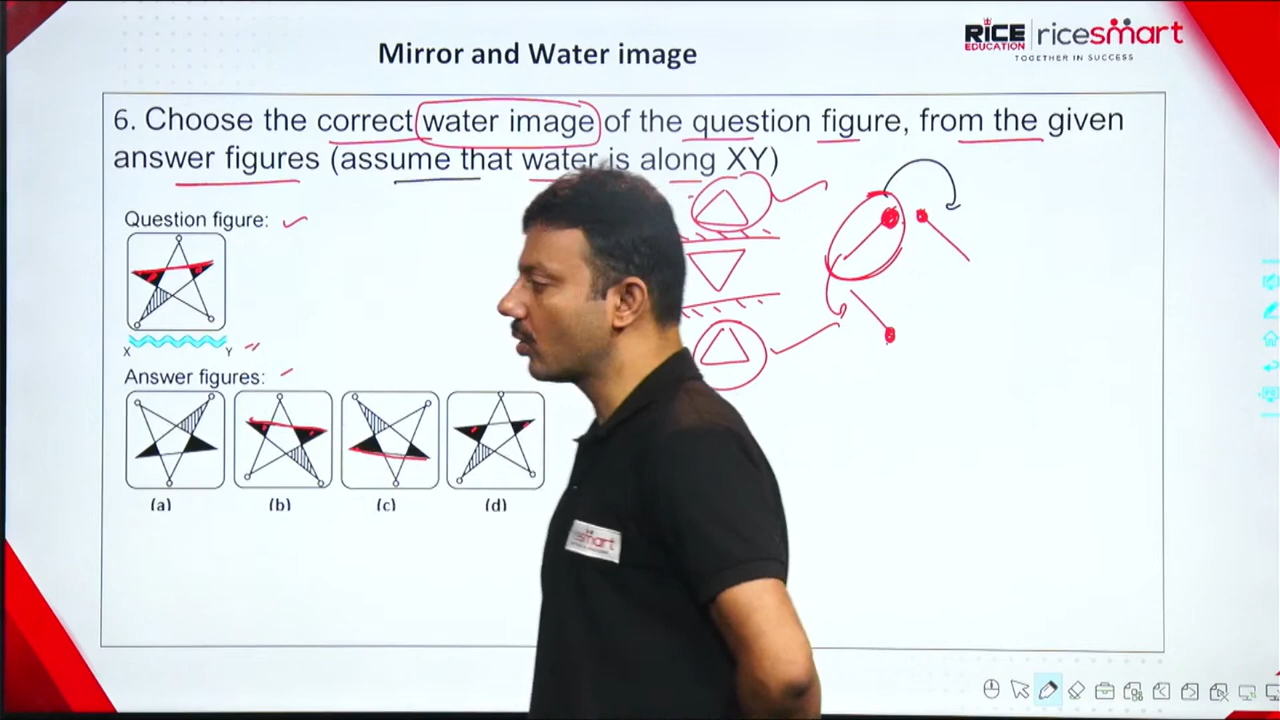 Mirror and Water image
RICE EDUCATION ricesmart
TOGETHER IN SUCCESS
6. Choose the correct water image of the question figure, from the given
answer figures (assume that water is along XY)
Question figure:
X Y
Answer figures:
(a) (b) (c) (d)
smart